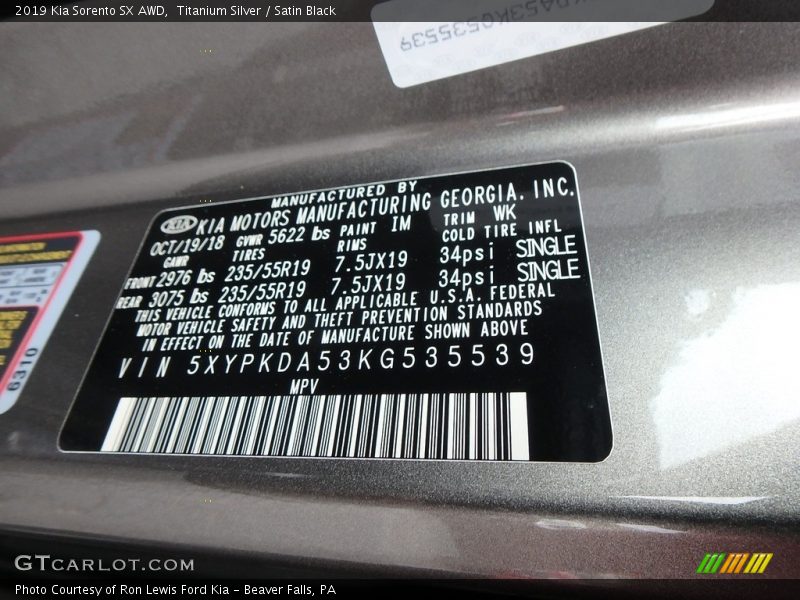 2019 Kia Sorento SX AWD,  Titanium Silver / Satin Black
MANUFACTURED BY
KIA KIA MOTORS MANUFACTURING GEORGIA, INC.
OCT/19/18 GVWR 5622 lbs PAINT IM TRIM WK
GAWR TIRES RIMS COLD TIRE INFL
FRONT 2976 lbs 235/55R19 7.5JX19 34psi SINGLE
REAR 3075 lbs 235/55R19 7.5JX19 34psi SINGLE
THIS VEHICLE CONFORMS TO ALL APPLICABLE U.S.A. FEDERAL
MOTOR VEHICLE SAFETY AND THEFT PREVENTION STANDARDS
IN EFFECT ON THE DATE OF MANUFACTURE SHOWN ABOVE
VIN 5XYPKDA53KG535539
MPV
6310
GTCARLOT.COM
Photo Courtesy of Ron Lewis Ford Kia - Beaver Falls, PA